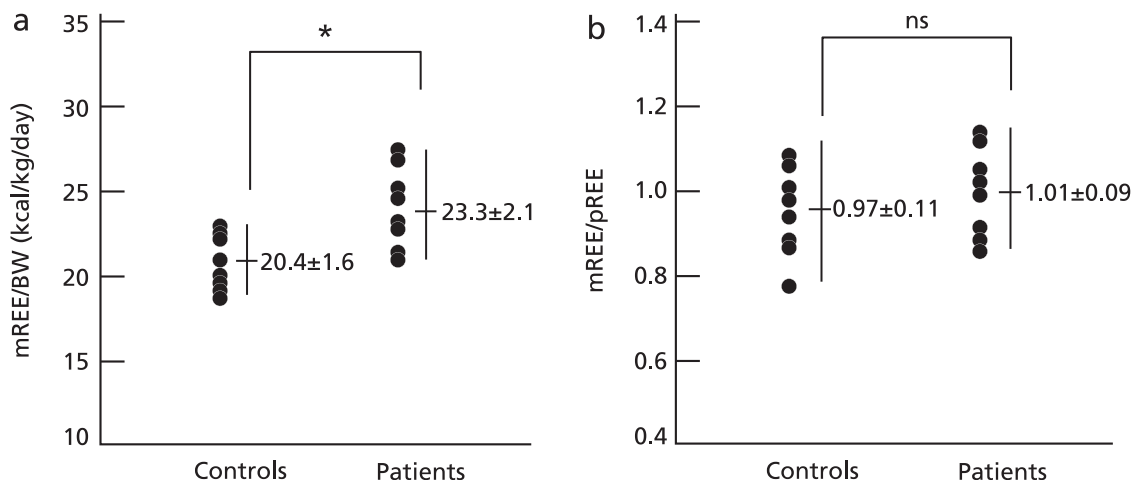 a
mREE/BW (kcal/kg/day)
35
30
25
20
15
10
*
20.4±1.6
23.3±2.1
Controls
Patients
b
mREE/pREE
1.4
1.2
1.0
0.8
0.6
0.4
ns
0.97±0.11
1.01±0.09
Controls
Patients